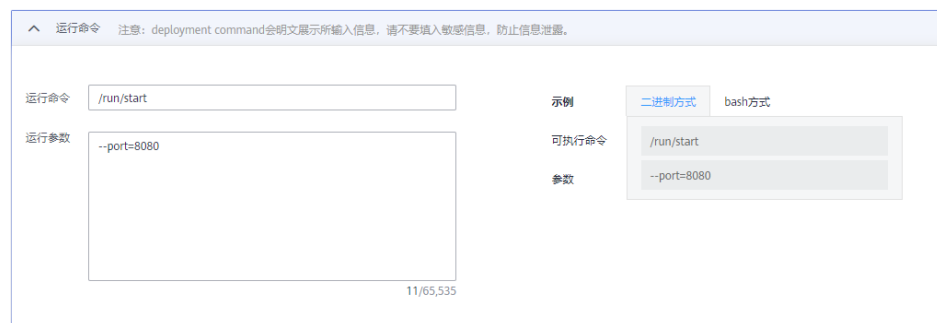 运行命令 注意：deployment command会明文展示所输入信息，请不要填入敏感信息，防止信息泄露。
运行命令 /run/start
运行参数 --port=8080
11/65,535
示例 二进制方式 bash方式
可执行命令 /run/start
参数 --port=8080